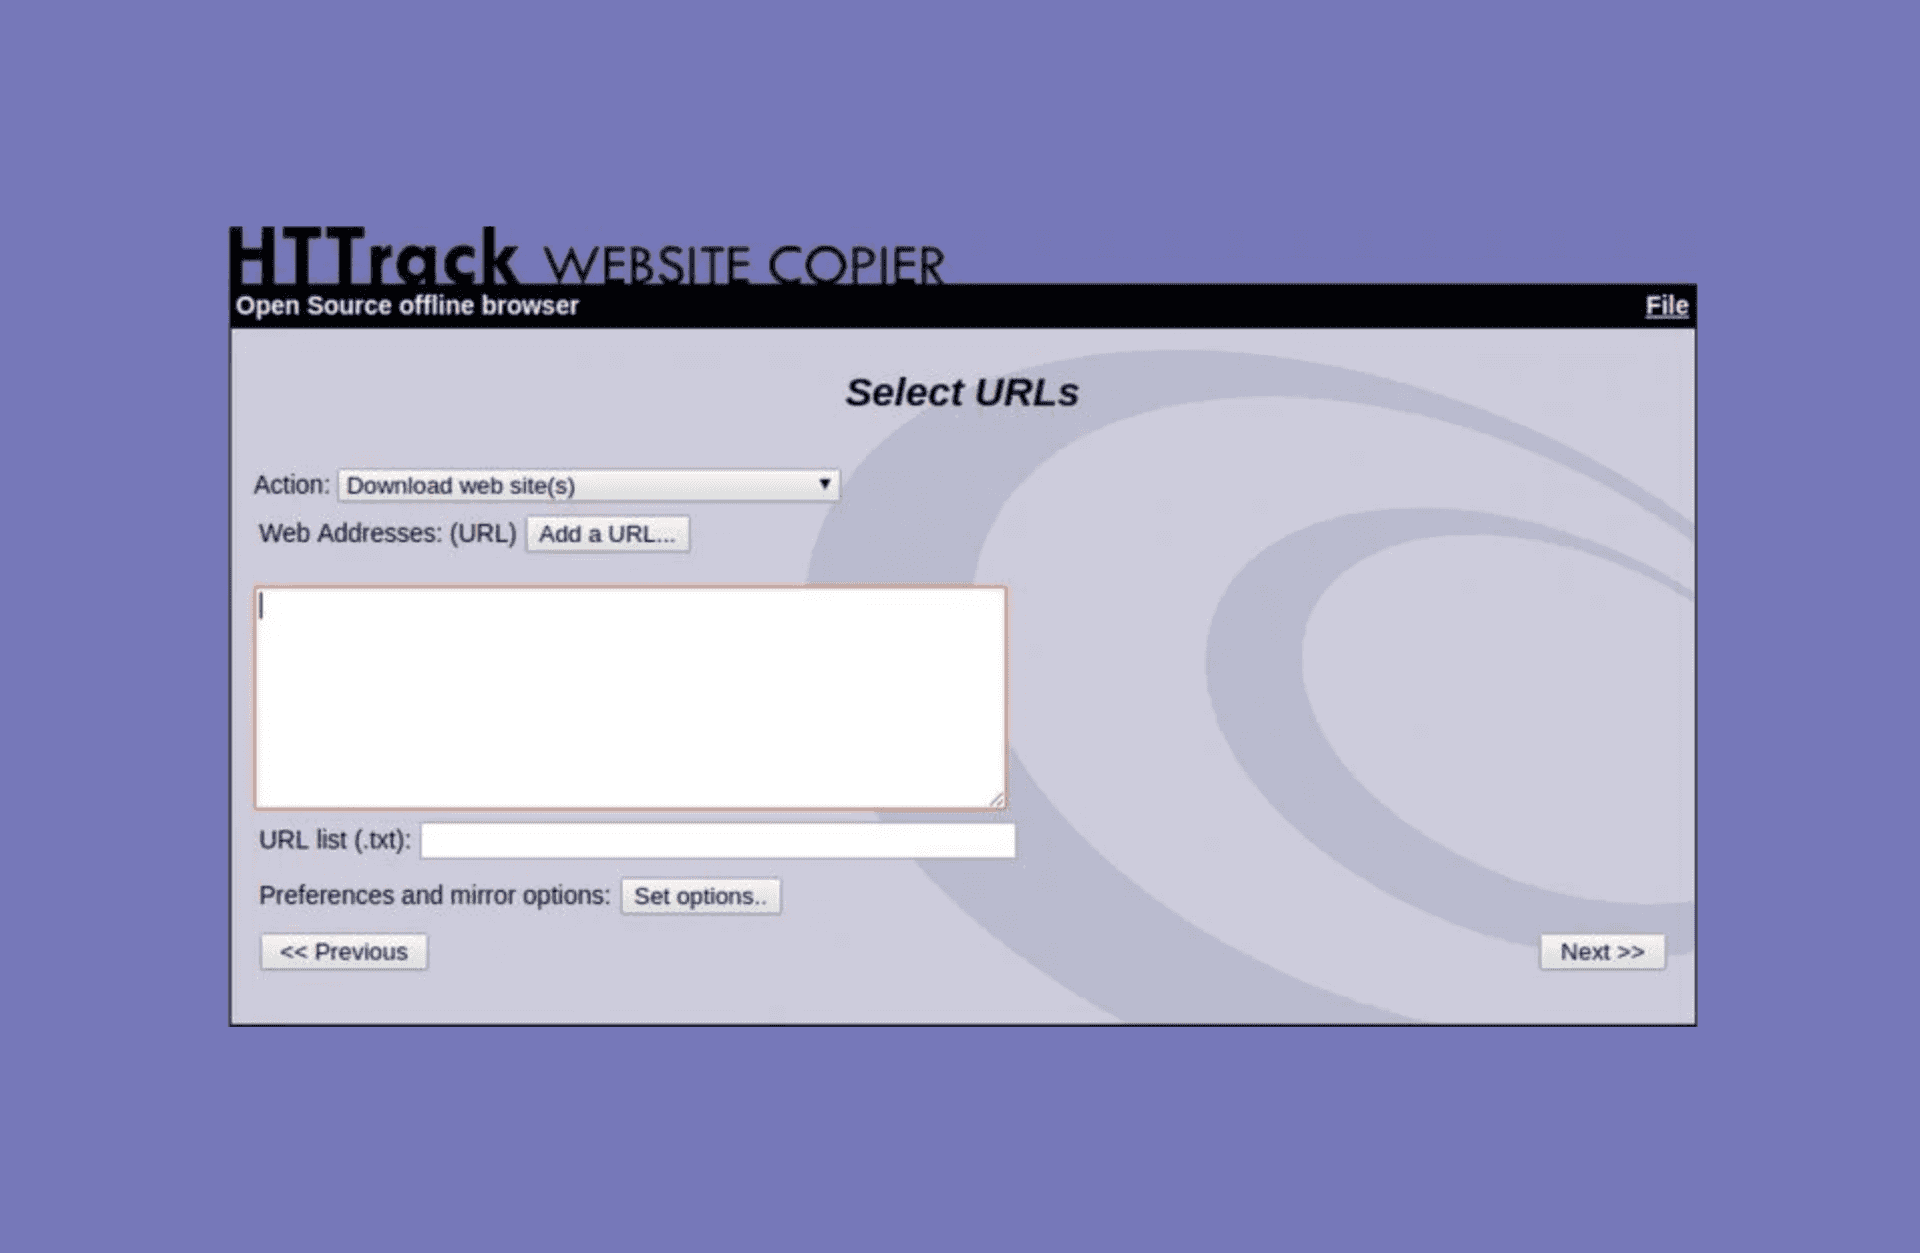 HTTrack WEBSITE COPIER
Open Source offline browser File
Select URLs
Action: Download web site(s)
Web Addresses: (URL) Add a URL...
URL list (.txt):
Preferences and mirror options: Set options..
<< Previous Next >>